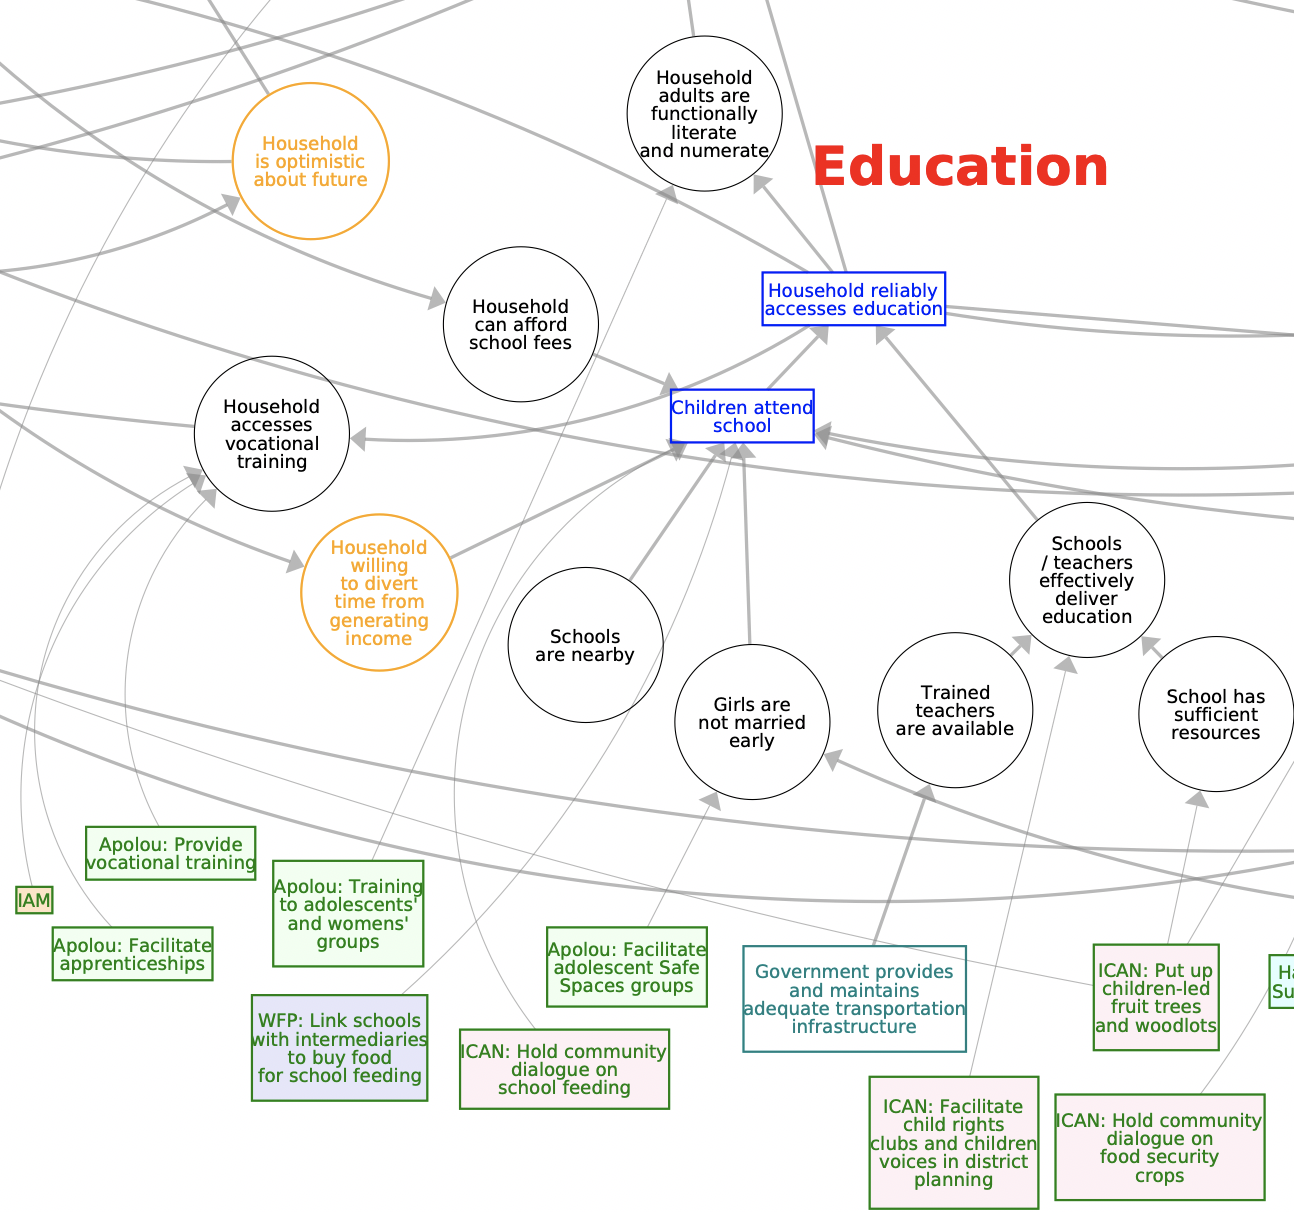 Household
adults are
functionally
literate
and numerate
Education
Household
is optimistic
about future
Household reliably
accesses education
Household
can afford
school fees
Children attend
school
Household
accesses
vocational
training
Household
willing
to divert
time from
generating
income
Schools
/ teachers
effectively
deliver
education
Schools
are nearby
Girls are
not married
early
Trained
teachers
are available
School has
sufficient
resources
Apolou: Provide
vocational training
IAM
Apolou: Training
to adolescents'
and womens'
groups
Apolou: Facilitate
apprenticeships
Apolou: Facilitate
adolescent Safe
Spaces groups
Government provides
and maintains
adequate transportation
infrastructure
ICAN: Put up
children-led
fruit trees
and woodlots
Ha
Su
WFP: Link schools
with intermediaries
to buy food
for school feeding
ICAN: Hold community
dialogue on
school feeding
ICAN: Facilitate
child rights
clubs and children
voices in district
planning
ICAN: Hold community
dialogue on
food security
crops